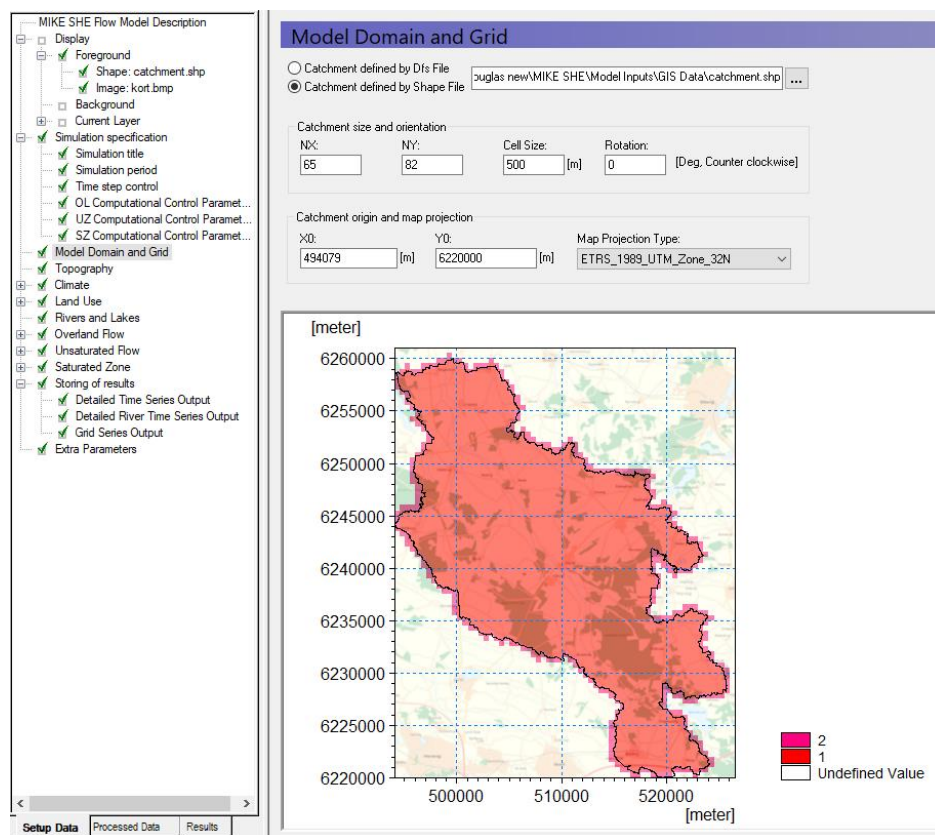 MIKE SHE Flow Model Description
Display
Foreground
Shape: catchment.shp
Image: kort.bmp
Background
Current Layer
Simulation specification
Simulation title
Simulation period
Time step control
OL Computational Control Paramet...
UZ Computational Control Paramet...
SZ Computational Control Paramet...
Model Domain and Grid
Topography
Climate
Land Use
Rivers and Lakes
Overland Flow
Unsaturated Flow
Saturated Zone
Storing of results
Detailed Time Series Output
Detailed River Time Series Output
Grid Series Output
Extra Parameters
Setup Data Processed Data Results
Model Domain and Grid
Catchment defined by Dfs File
Catchment defined by Shape File
ouglas new\MIKE SHE\Model Inputs\GIS Data\catchment.shp ...
Catchment size and orientation
NX: NY: Cell Size: Rotation:
65 82 500 [m] 0 [Deg, Counter clockwise]
Catchment origin and map projection
X0: Y0: Map Projection Type:
494079 [m] 6220000 [m] ETRS_1989_UTM_Zone_32N
[meter]
6260000
6255000
6250000
6245000
6240000
6235000
6230000
6225000
6220000
500000 510000 520000
[meter]
2
1
Undefined Value